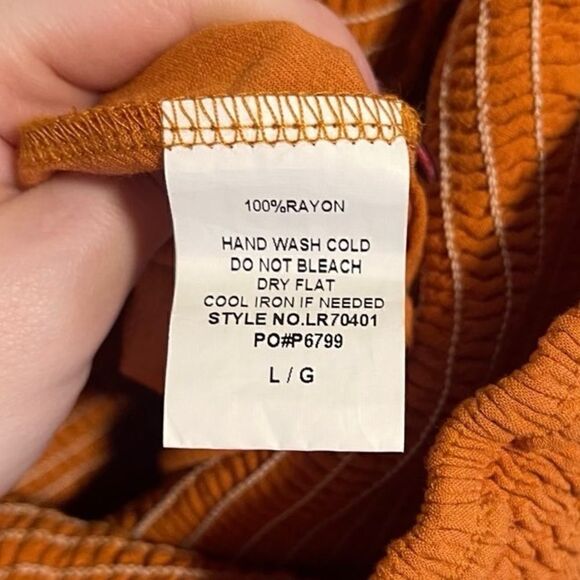 100%RAYON
HAND WASH COLD
DO NOT BLEACH
DRY FLAT
COOL IRON IF NEEDED
STYLE NO.LR70401
PO#P6799
L / G